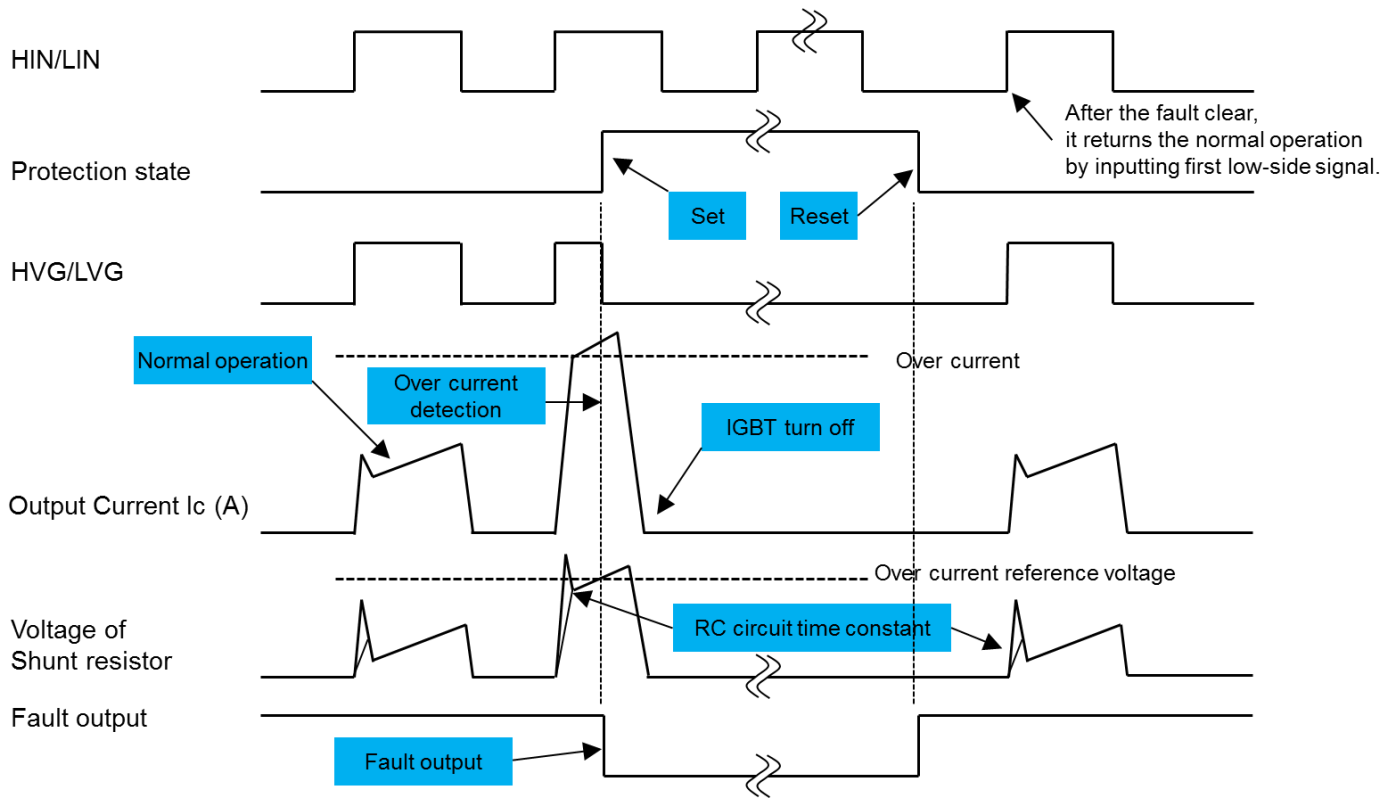 HIN/LIN
After the fault clear,
it returns the normal operation
by inputting first low-side signal.
Protection state
Set
Reset
HVG/LVG
Normal operation
Over current
Over current
detection
IGBT turn off
Output Current Ic (A)
Over current reference voltage
RC circuit time constant
Voltage of
Shunt resistor
Fault output
Fault output